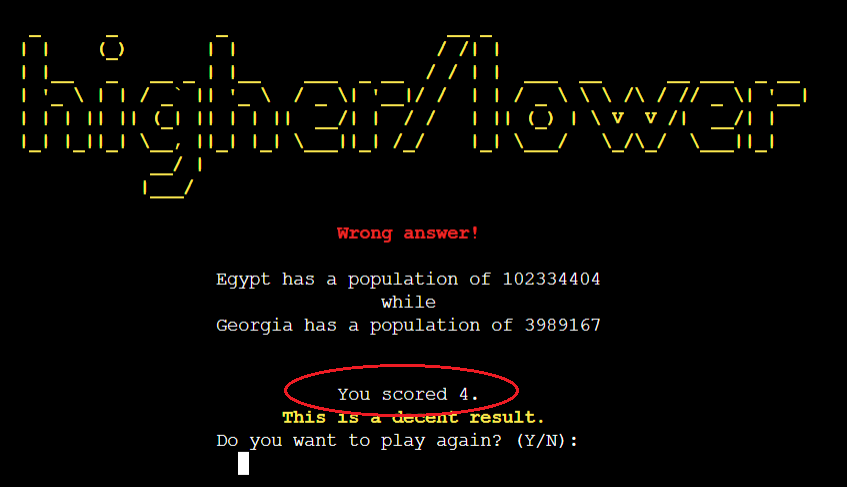 higher/lower
Wrong answer!
Egypt has a population of 102334404
while
Georgia has a population of 3989167
You scored 4.
This is a decent result.
Do you want to play again? (Y/N):